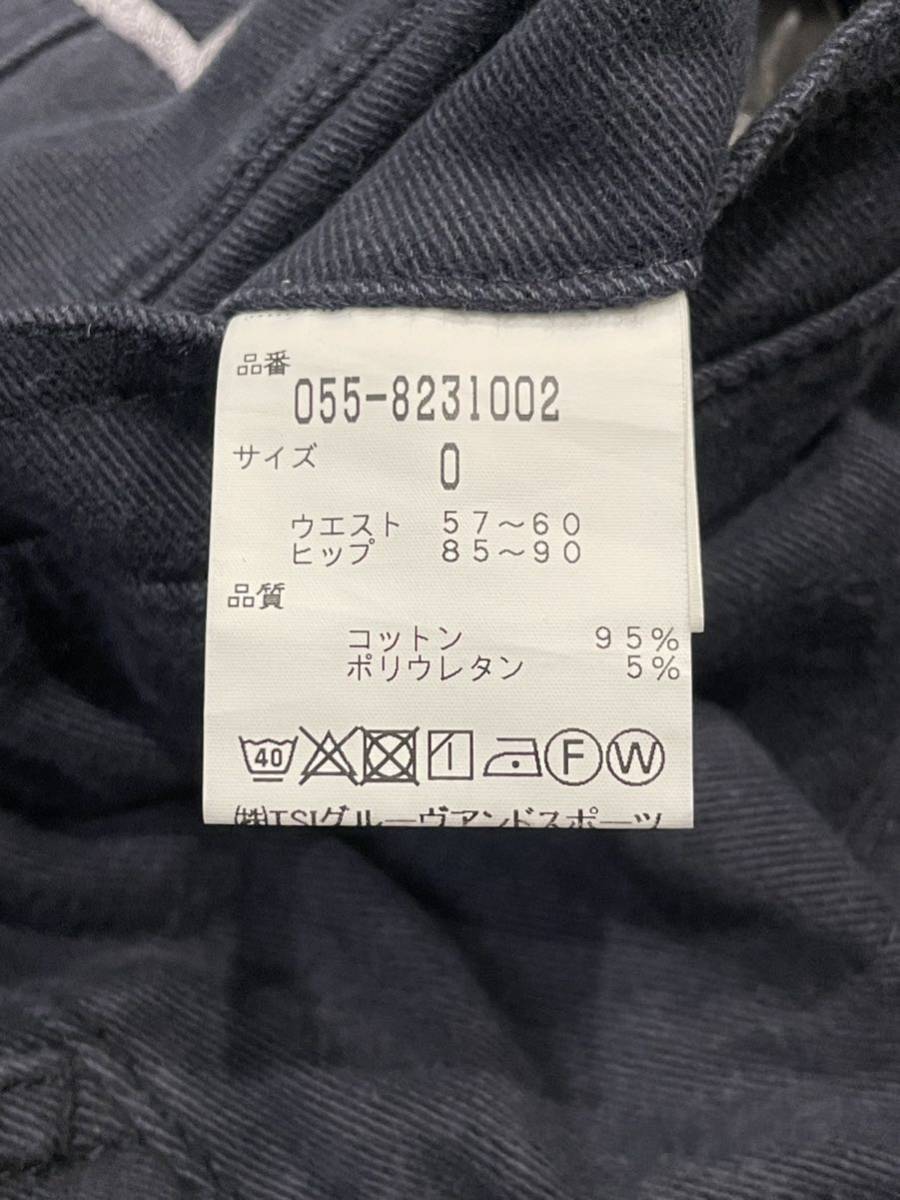 品番
055-8231002
サイズ 0
ウエスト 57~60
ヒップ 85~90
品質
コットン 95%
ポリウレタン 5%
40 F W
㈱TSIグルーヴアンドスポーツ